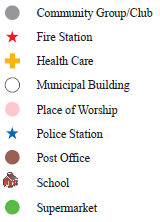 Community Group/Club
Fire Station
Health Care
Municipal Building
Place of Worship
Police Station
Post Office
School
Supermarket